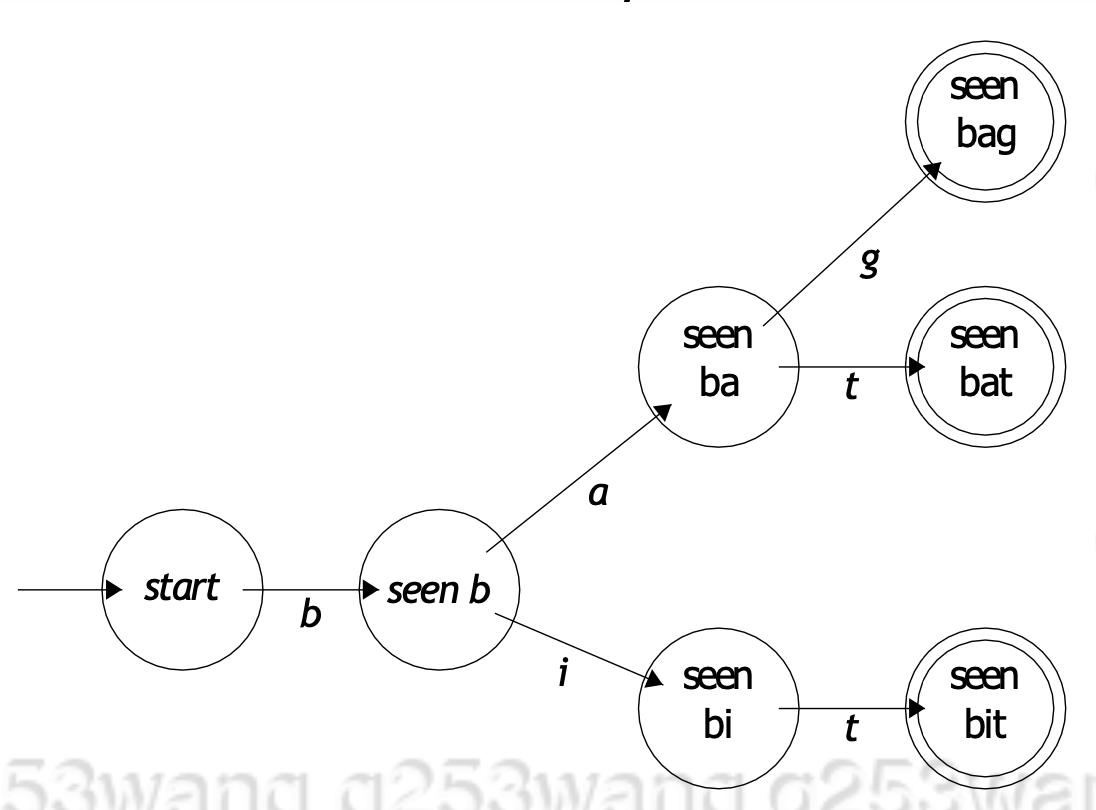 seen
bag
g
seen
ba
t
seen
bat
a
start
b
seen b
i
seen
bi
t
seen
bit
53wang q253wang q253wan